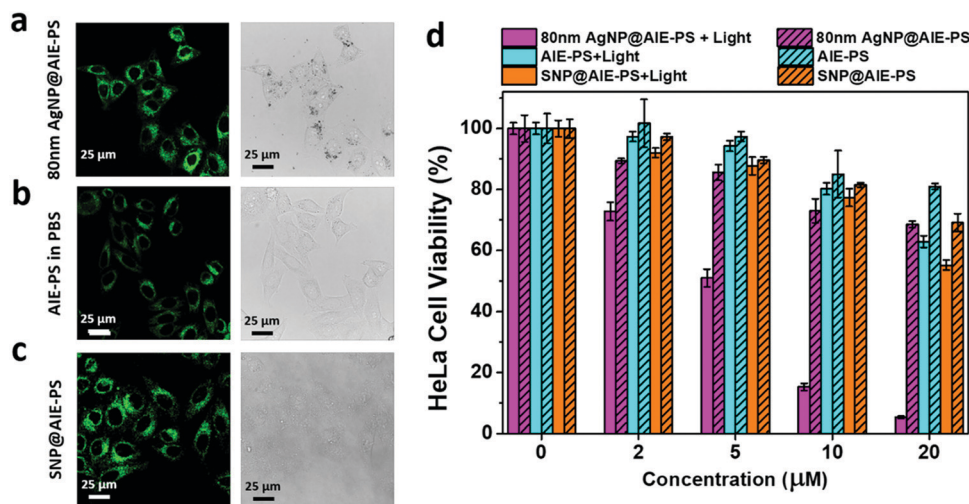 a
80nm AgNP@AIE-PS
25 µm
25 µm
b
AIE-PS in PBS
25 µm
25 µm
c
SNP@AIE-PS
25 µm
25 µm
d
80nm AgNP@AIE-PS + Light
80nm AgNP@AIE-PS
AIE-PS+Light
AIE-PS
SNP@AIE-PS+Light
SNP@AIE-PS
HeLa Cell Viability (%)
100
80
60
40
20
0
0 2 5 10 20
Concentration (µM)